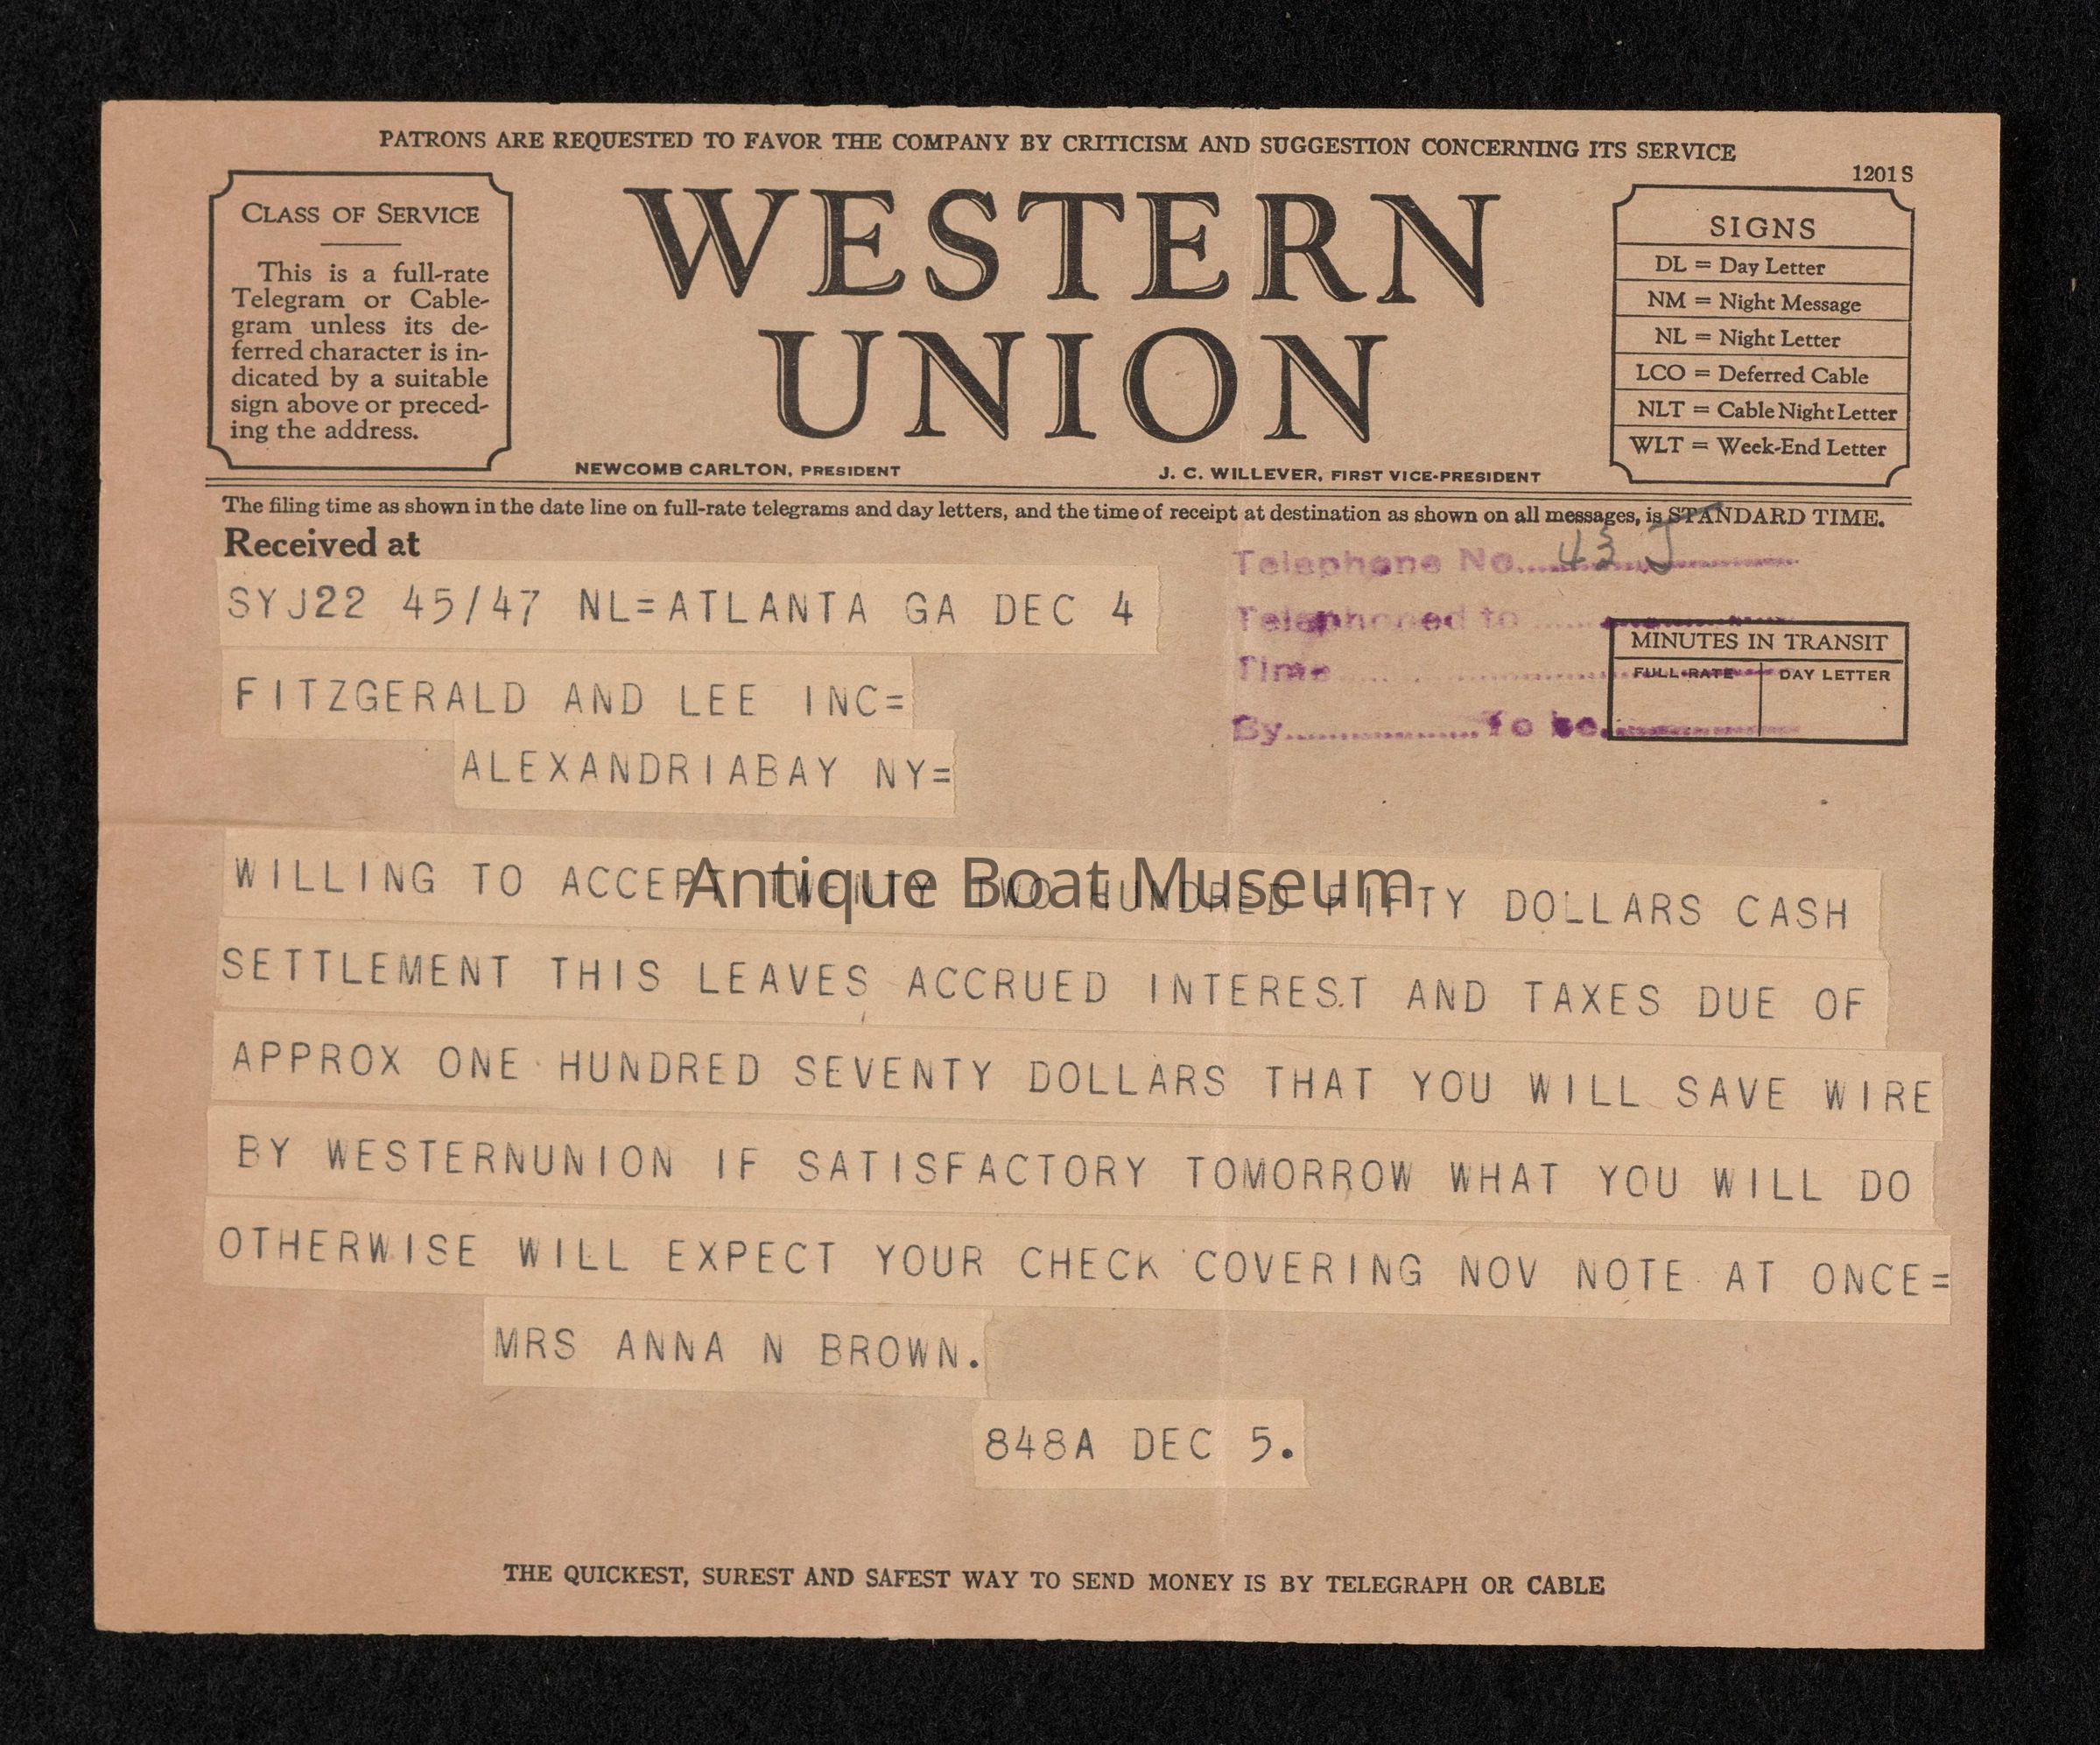 PATRONS ARE REQUESTED TO FAVOR THE COMPANY BY CRITICISM AND SUGGESTION CONCERNING ITS SERVICE
1201 S
CLASS OF SERVICE
This is a full-rate
Telegram or Cable-
gram unless its de-
ferred character is in-
dicated by a suitable
sign above or preced-
ing the address.
WESTERN
UNION
NEWCOMB CARLTON, PRESIDENT
J. C. WILLEVER, FIRST VICE-PRESIDENT
SIGNS
DL = Day Letter
NM = Night Message
NL = Night Letter
LCO = Deferred Cable
NLT = Cable Night Letter
WLT = Week-End Letter
The filing time as shown in the date line on full-rate telegrams and day letters, and the time of receipt at destination as shown on all messages, is STANDARD TIME.
Received at
Telephone No. 43 J
Telephoned to
Time
By To be
MINUTES IN TRANSIT
FULL-RATE DAY LETTER
SYJ22 45/47 NL=ATLANTA GA DEC 4
FITZGERALD AND LEE INC=
ALEXANDRIABAY NY=
WILLING TO ACCEPT TWENTY TWO HUNDRED FIFTY DOLLARS CASH
Antique Boat Museum
SETTLEMENT THIS LEAVES ACCRUED INTEREST AND TAXES DUE OF
APPROX ONE HUNDRED SEVENTY DOLLARS THAT YOU WILL SAVE WIRE
BY WESTERNUNION IF SATISFACTORY TOMORROW WHAT YOU WILL DO
OTHERWISE WILL EXPECT YOUR CHECK COVERING NOV NOTE AT ONCE=
MRS ANNA N BROWN.
848A DEC 5.
THE QUICKEST, SUREST AND SAFEST WAY TO SEND MONEY IS BY TELEGRAPH OR CABLE